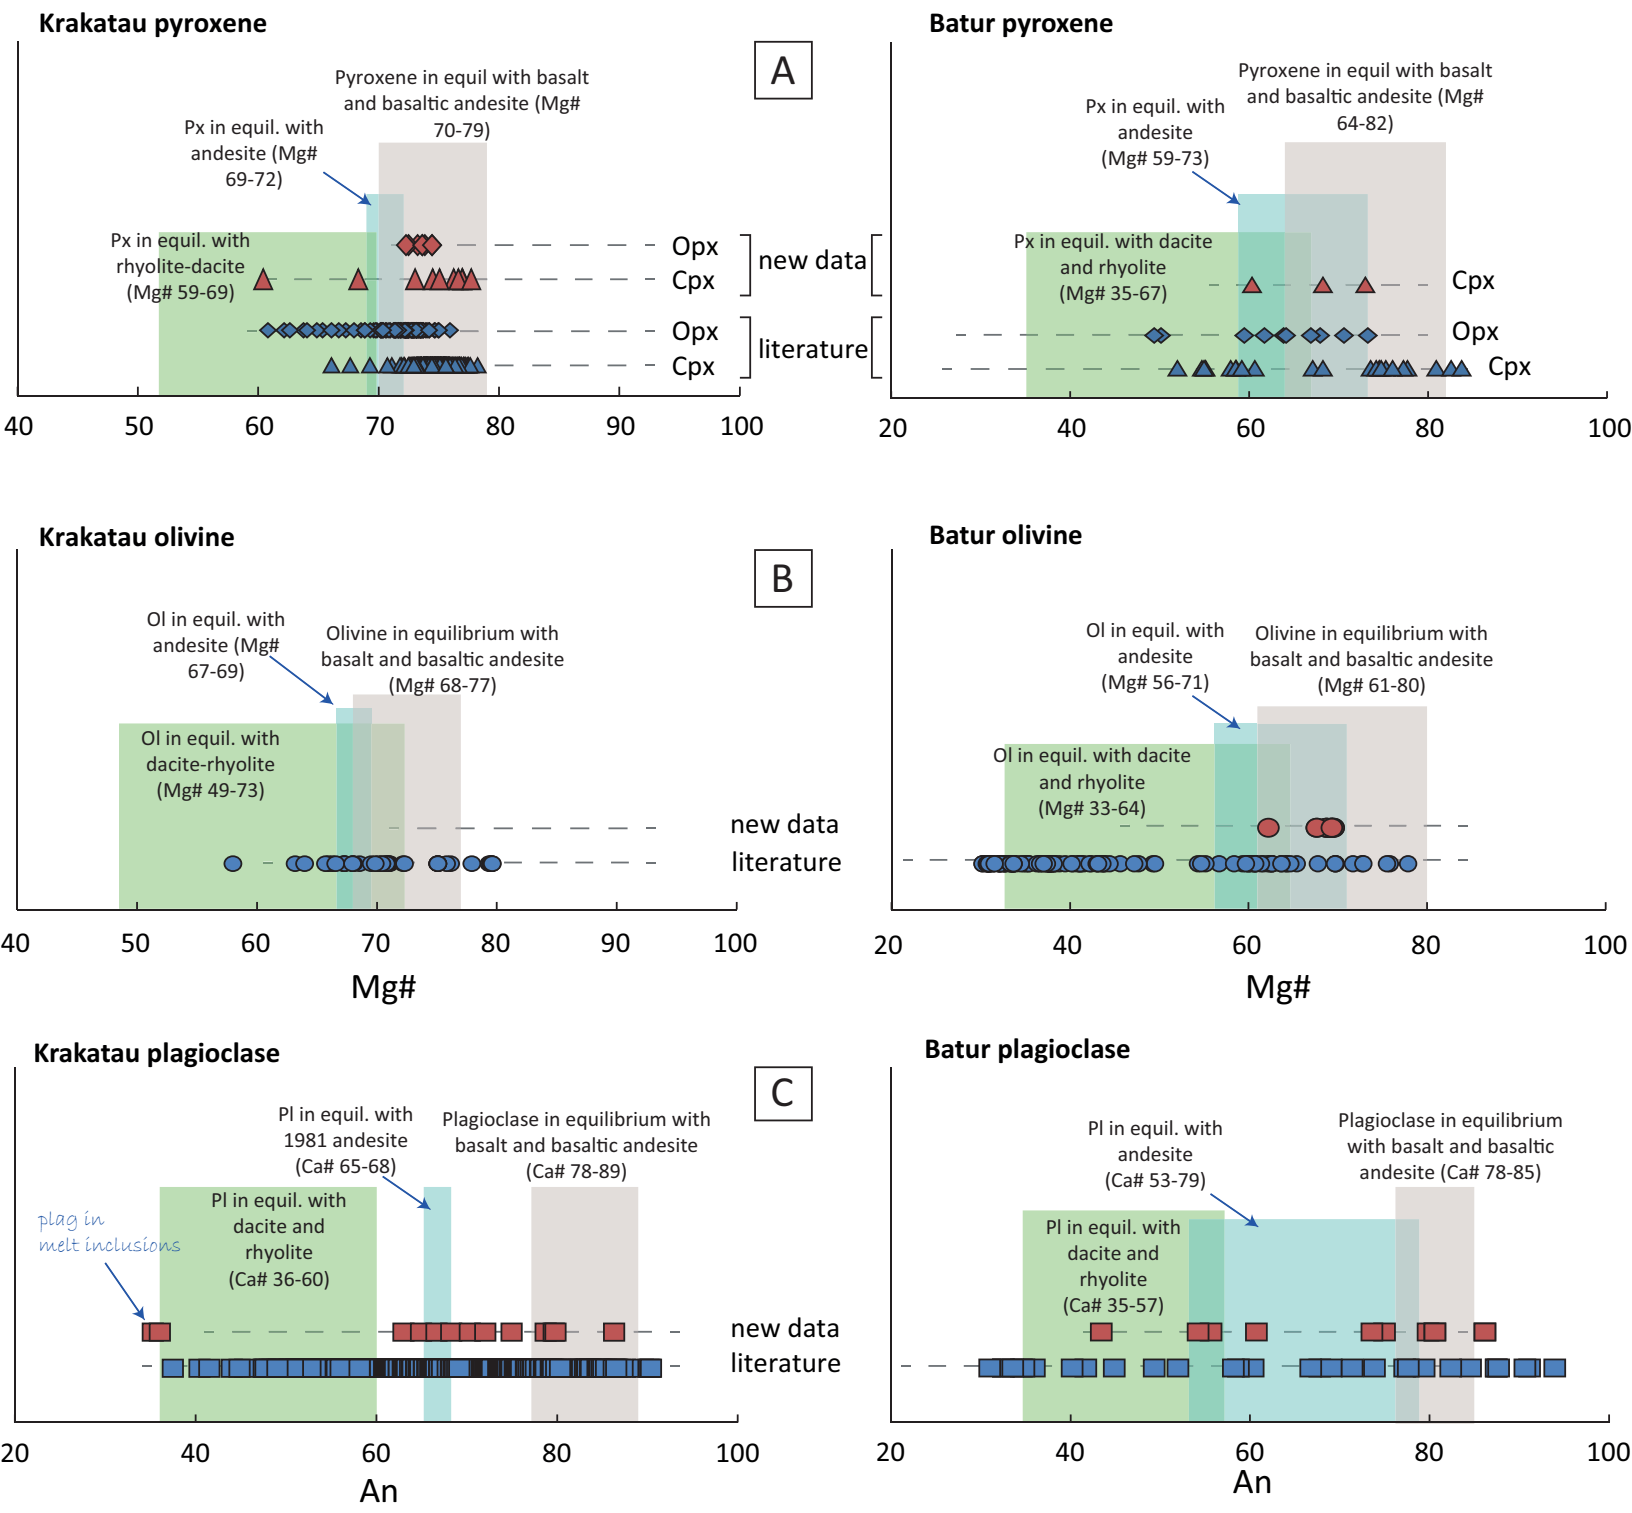 Krakatau pyroxene
A
Pyroxene in equil with basalt
and basaltic andesite (Mg#
70-79)
Px in equil. with
andesite (Mg#
69-72)
Px in equil. with
rhyolite-dacite
(Mg# 59-69)
Opx
Cpx
new data
Opx
Cpx
literature
40 50 60 70 80 90 100
Batur pyroxene
Pyroxene in equil with basalt
and basaltic andesite (Mg#
64-82)
Px in equil. with
andesite
(Mg# 59-73)
Px in equil. with dacite
and rhyolite
(Mg# 35-67)
Cpx
Opx
Cpx
20 40 60 80 100
Krakatau olivine
B
Ol in equil. with
andesite (Mg#
67-69)
Olivine in equilibrium with
basalt and basaltic andesite
(Mg# 68-77)
Ol in equil. with
dacite-rhyolite
(Mg# 49-73)
new data
literature
40 50 60 70 80 90 100
Mg#
Batur olivine
Ol in equil. with
andesite
(Mg# 56-71)
Olivine in equilibrium with
basalt and basaltic andesite
(Mg# 61-80)
Ol in equil. with dacite
and rhyolite
(Mg# 33-64)
20 40 60 80 100
Mg#
Krakatau plagioclase
C
Pl in equil. with
1981 andesite
(Ca# 65-68)
Plagioclase in equilibrium with
basalt and basaltic andesite
(Ca# 78-89)
Pl in equil. with
dacite and
rhyolite
(Ca# 36-60)
plag in
melt inclusions
new data
literature
20 40 60 80 100
An
Batur plagioclase
Pl in equil. with
andesite
(Ca# 53-79)
Plagioclase in equilibrium
with basalt and basaltic
andesite (Ca# 78-85)
Pl in equil. with
dacite and
rhyolite
(Ca# 35-57)
20 40 60 80 100
An